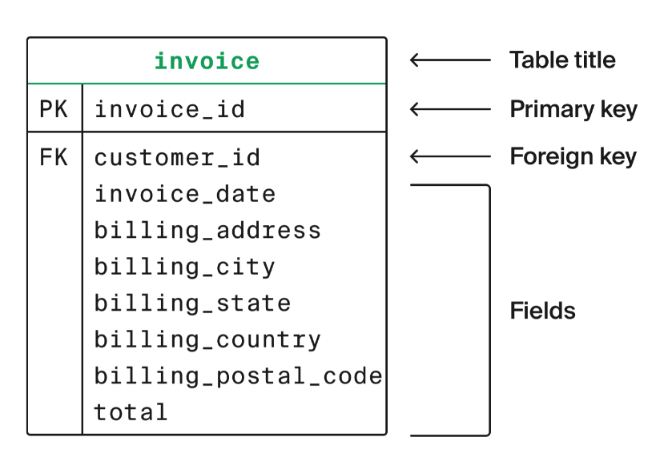 invoice
Table title
PK invoice_id
Primary key
FK customer_id
Foreign key
invoice_date
billing_address
billing_city
billing_state
billing_country
billing_postal_code
total
Fields